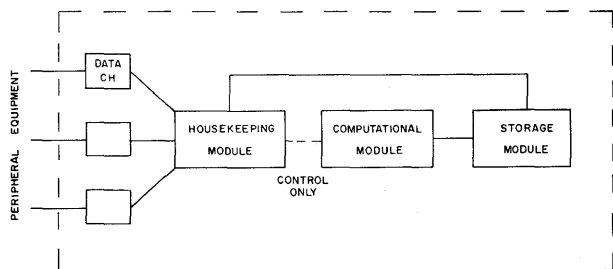 PERIPHERAL EQUIPMENT
DATA
CH
HOUSEKEEPING
MODULE
CONTROL
ONLY
COMPUTATIONAL
MODULE
STORAGE
MODULE